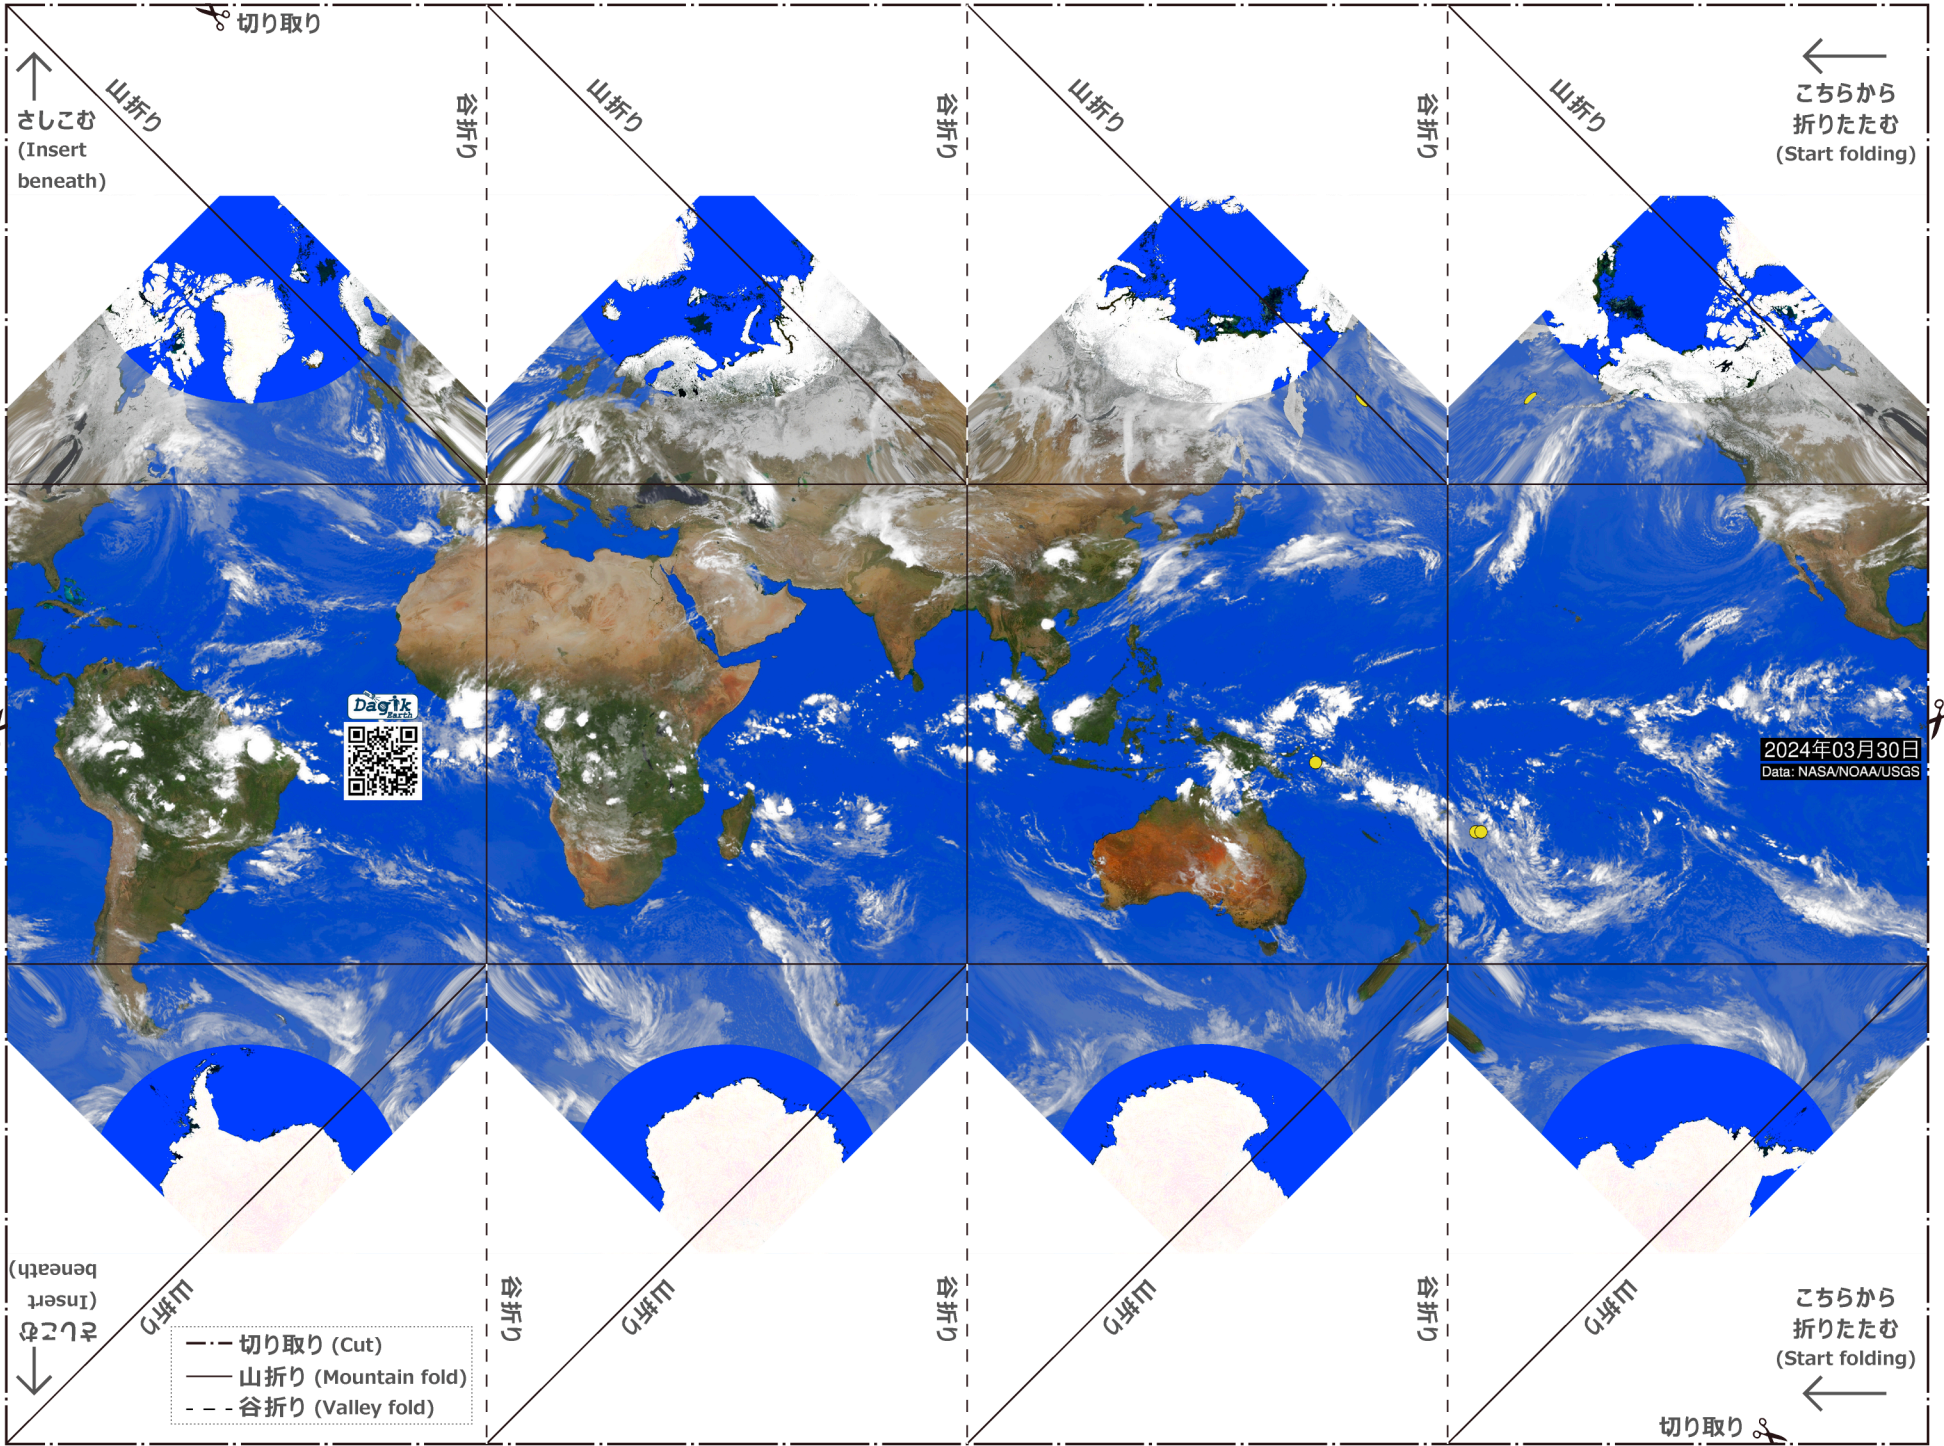 切り取り
山折り
谷折り
山折り
谷折り
山折り
谷折り
山折り
さしこむ
(Insert
beneath)
こちらから
折りたたむ
(Start folding)
Dagik
Earth
2024年03月30日
Data: NASA/NOAA/USGS
さしこむ
(Insert
beneath)
山折り
谷折り
山折り
谷折り
山折り
谷折り
山折り
こちらから
折りたたむ
(Start folding)
切り取り (Cut)
山折り (Mountain fold)
谷折り (Valley fold)
切り取り